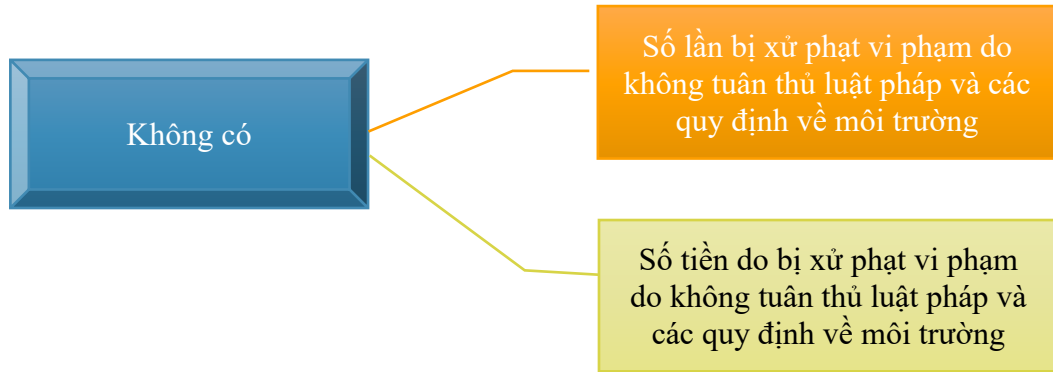 Không có
Số lần bị xử phạt vi phạm do
không tuân thủ luật pháp và các
quy định về môi trường
Số tiền do bị xử phạt vi phạm
do không tuân thủ luật pháp và
các quy định về môi trường